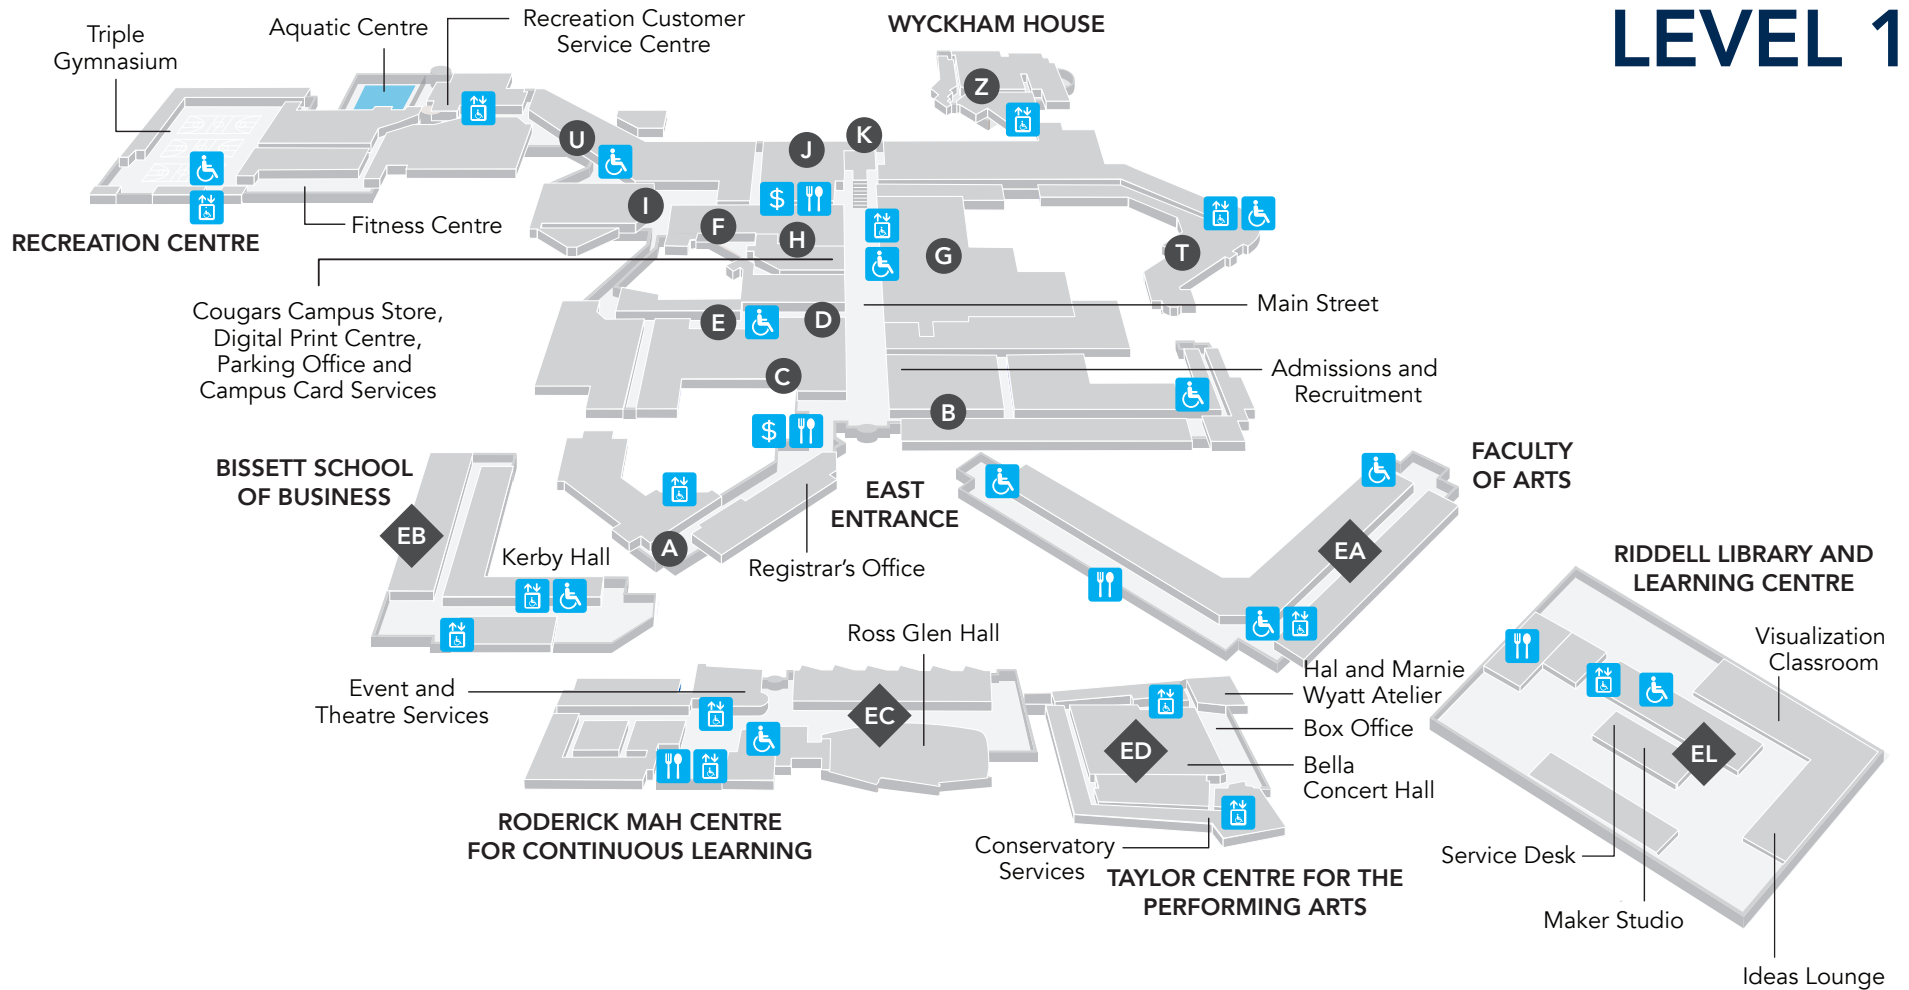 LEVEL 1
WYCKHAM HOUSE
Recreation Customer
Service Centre
Aquatic Centre
Triple
Gymnasium
Z
K
J
U
I
F
H
G
T
$
Fitness Centre
RECREATION CENTRE
Cougars Campus Store,
Digital Print Centre,
Parking Office and
Campus Card Services
Main Street
E
D
C
B
Admissions and
Recruitment
$
BISSETT SCHOOL
OF BUSINESS
EAST
ENTRANCE
FACULTY
OF ARTS
EB
Kerby Hall
A
Registrar's Office
EA
RIDDELL LIBRARY AND
LEARNING CENTRE
Ross Glen Hall
Visualization
Classroom
Event and
Theatre Services
EC
Hal and Marnie
Wyatt Atelier
Box Office
ED
Bella
Concert Hall
EL
RODERICK MAH CENTRE
FOR CONTINUOUS LEARNING
Conservatory
Services
TAYLOR CENTRE FOR THE
PERFORMING ARTS
Service Desk
Maker Studio
Ideas Lounge